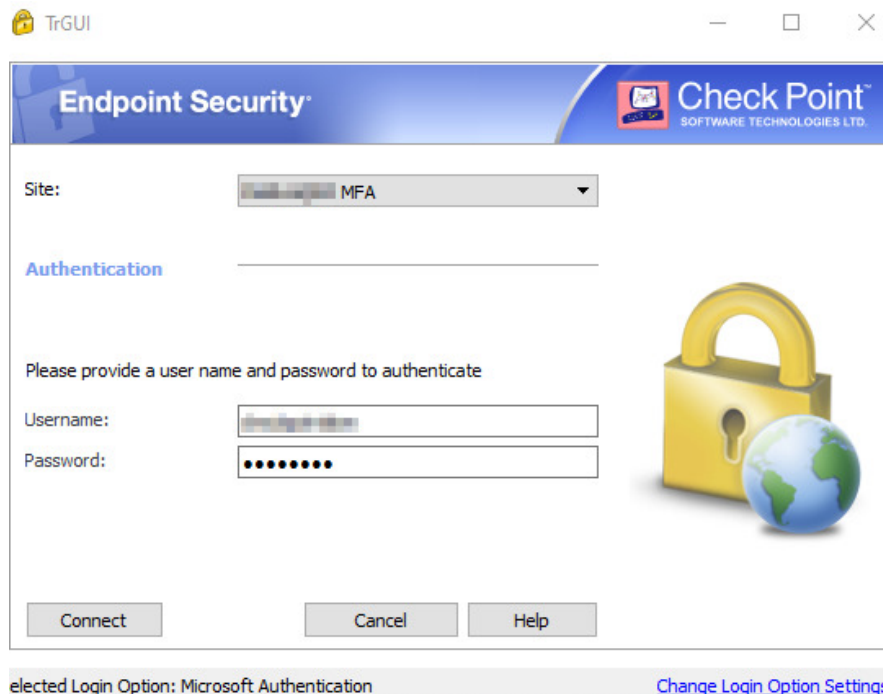 TrGUI
Endpoint Security
Check Point™
SOFTWARE TECHNOLOGIES LTD.
Site:
MFA
Authentication
Please provide a user name and password to authenticate
Username:
Password:
••••••••
Connect
Cancel
Help
elected Login Option: Microsoft Authentication
Change Login Option Settings